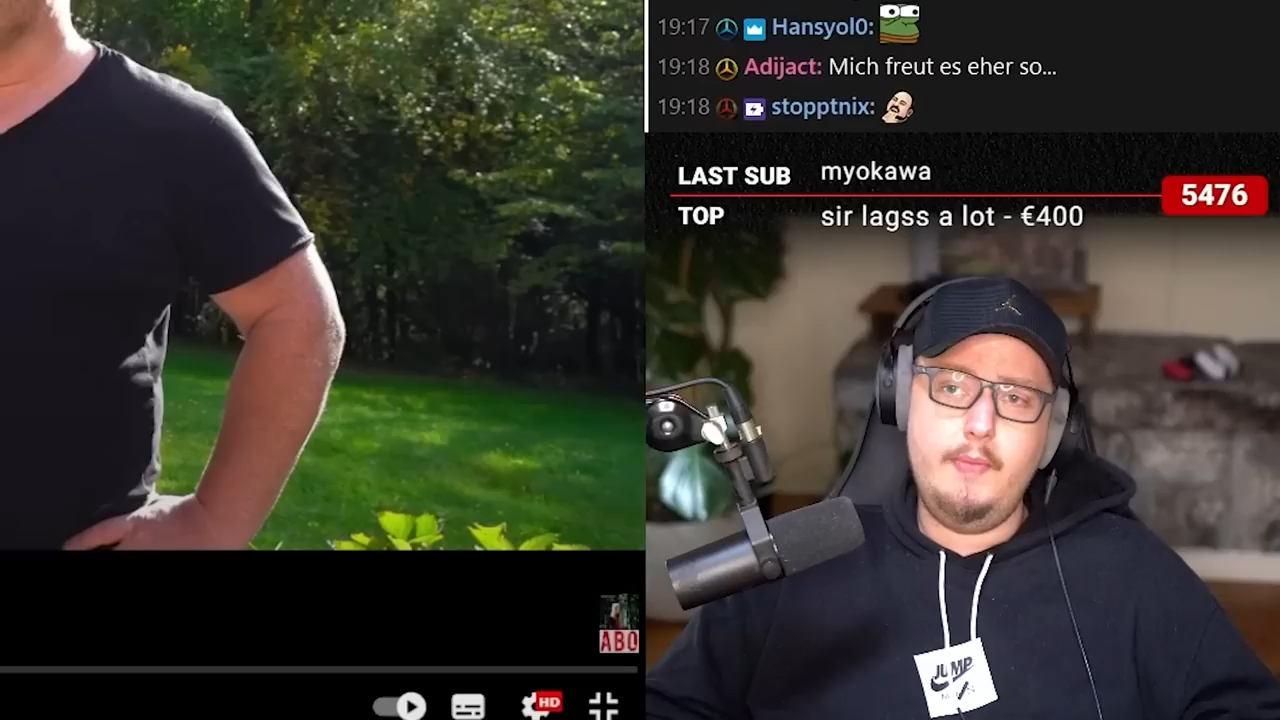 19:17 Hansyol0:
19:18 Adijact: Mich freut es eher so...
19:18 stopptnix:
LAST SUB myokawa
5476
TOP sir lagss a lot - €400
JUMP
ABO
HD